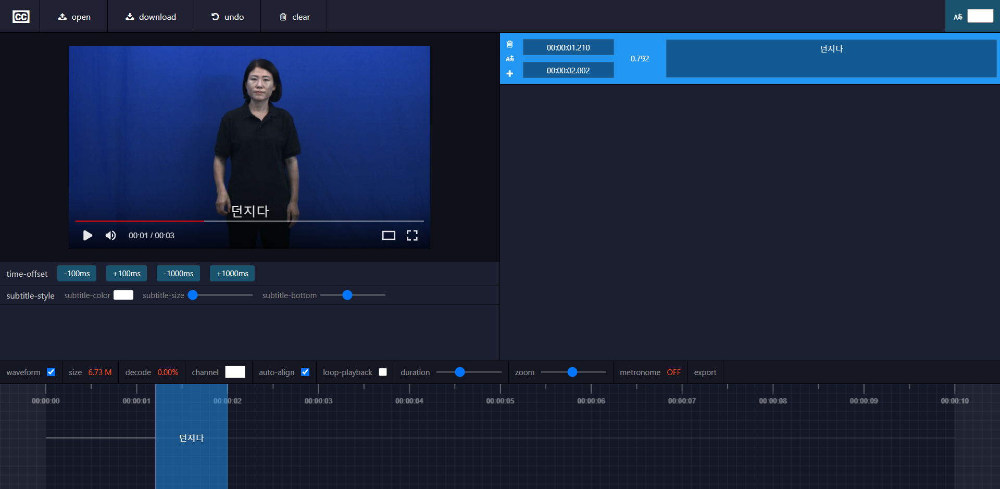 CC
open
download
undo
clear
Aあ
00:00:01.210
00:00:02.002
Aあ
0.792
던지다
던지다
00:01 / 00:03
time-offset
-100ms
+100ms
-1000ms
+1000ms
subtitle-style
subtitle-color
subtitle-size
subtitle-bottom
waveform
size 6.73 M
decode 0.00%
channel
auto-align
loop-playback
duration
zoom
metronome OFF
export
00:00:00
00:00:01
00:00:02
00:00:03
00:00:04
00:00:05
00:00:06
00:00:07
00:00:08
00:00:09
00:00:10
던지다